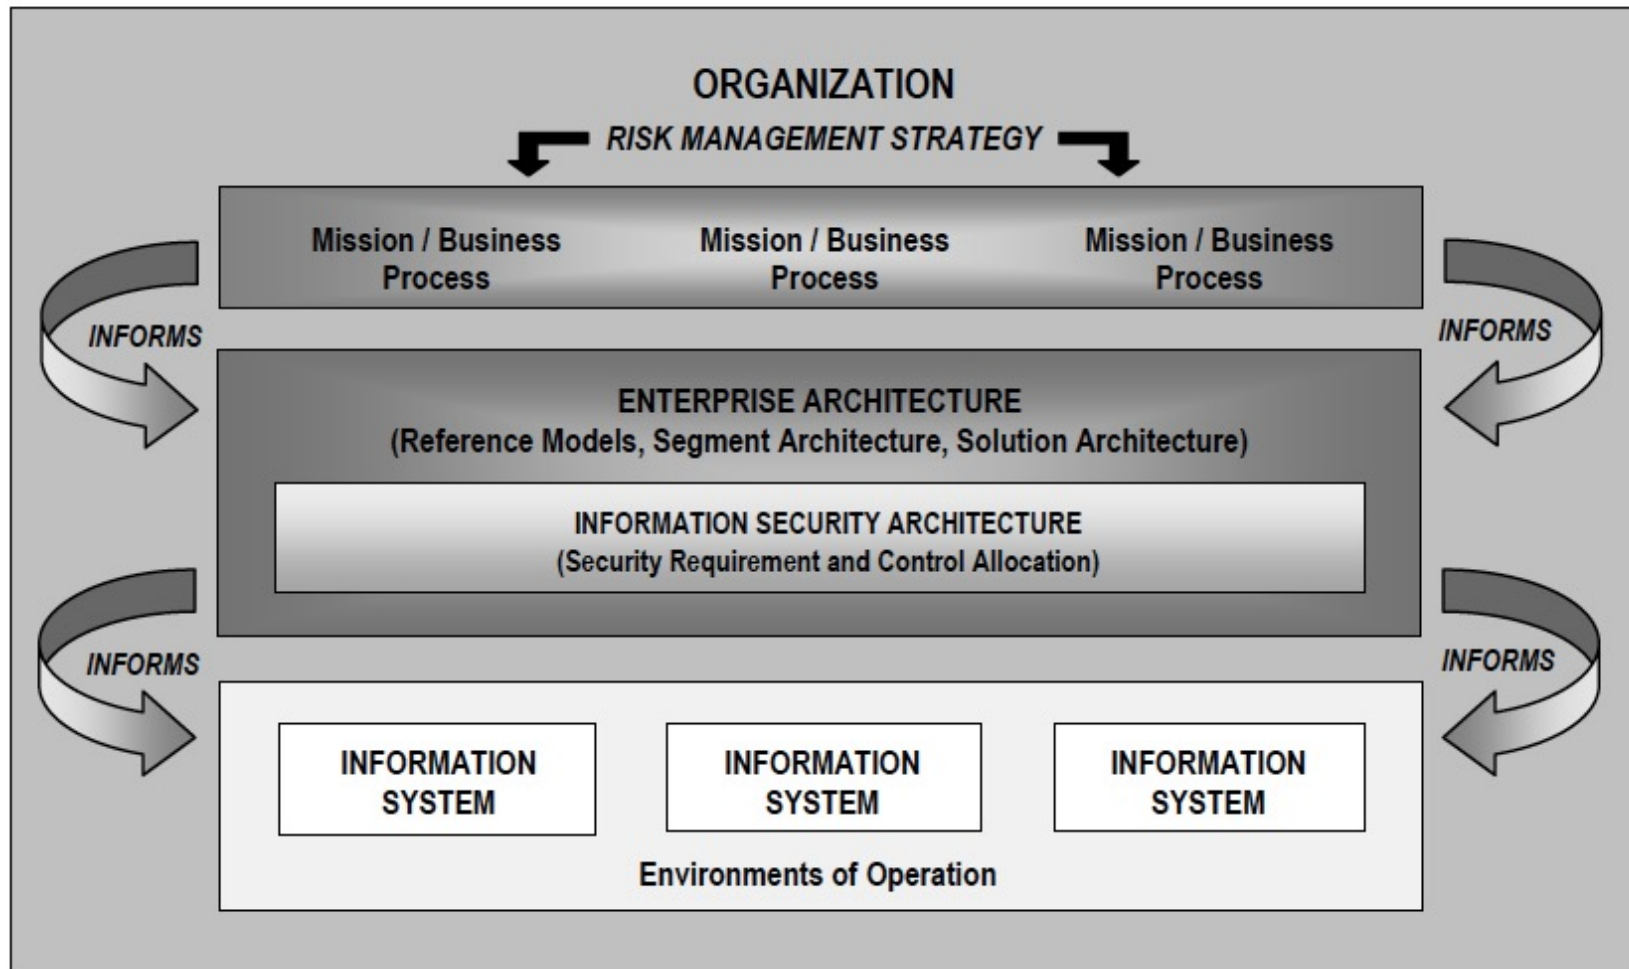 ORGANIZATION
RISK MANAGEMENT STRATEGY
Mission / Business
Process
Mission / Business
Process
Mission / Business
Process
INFORMS
INFORMS
ENTERPRISE ARCHITECTURE
(Reference Models, Segment Architecture, Solution Architecture)
INFORMATION SECURITY ARCHITECTURE
(Security Requirement and Control Allocation)
INFORMS
INFORMS
INFORMATION
SYSTEM
INFORMATION
SYSTEM
INFORMATION
SYSTEM
Environments of Operation